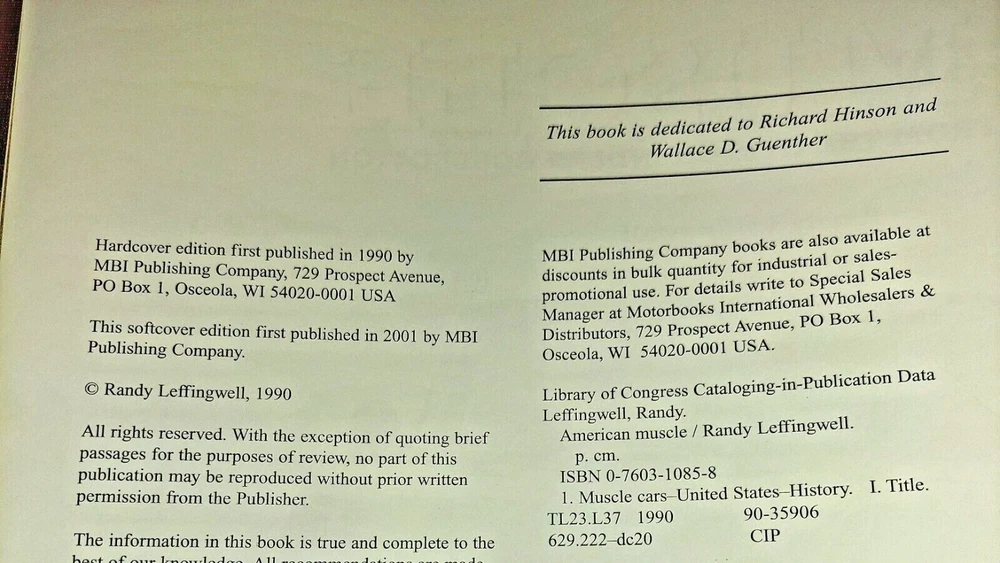 This book is dedicated to Richard Hinson and
Wallace D. Guenther
Hardcover edition first published in 1990 by
MBI Publishing Company, 729 Prospect Avenue,
PO Box 1, Osceola, WI 54020-0001 USA
This softcover edition first published in 2001 by MBI
Publishing Company.
© Randy Leffingwell, 1990
All rights reserved. With the exception of quoting brief
passages for the purposes of review, no part of this
publication may be reproduced without prior written
permission from the Publisher.
The information in this book is true and complete to the
best of our knowledge. All recommendations are made
MBI Publishing Company books are also available at
discounts in bulk quantity for industrial or sales-
promotional use. For details write to Special Sales
Manager at Motorbooks International Wholesalers &
Distributors, 729 Prospect Avenue, PO Box 1,
Osceola, WI 54020-0001 USA.
Library of Congress Cataloging-in-Publication Data
Leffingwell, Randy.
American muscle / Randy Leffingwell.
p. cm.
ISBN 0-7603-1085-8
1. Muscle cars–United States–History. I. Title.
TL23.L37 1990 90-35906
629.222–dc20 CIP